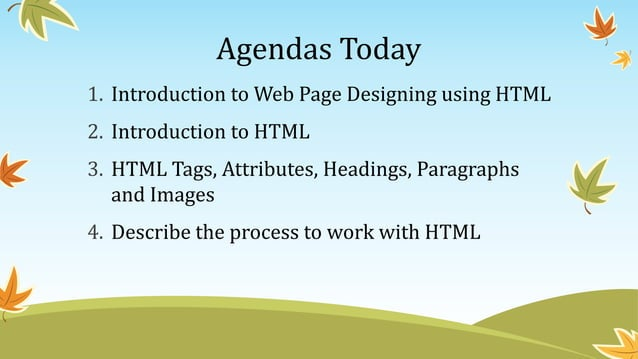 Agendas Today
1. Introduction to Web Page Designing using HTML
2. Introduction to HTML
3. HTML Tags, Attributes, Headings, Paragraphs
and Images
4. Describe the process to work with HTML